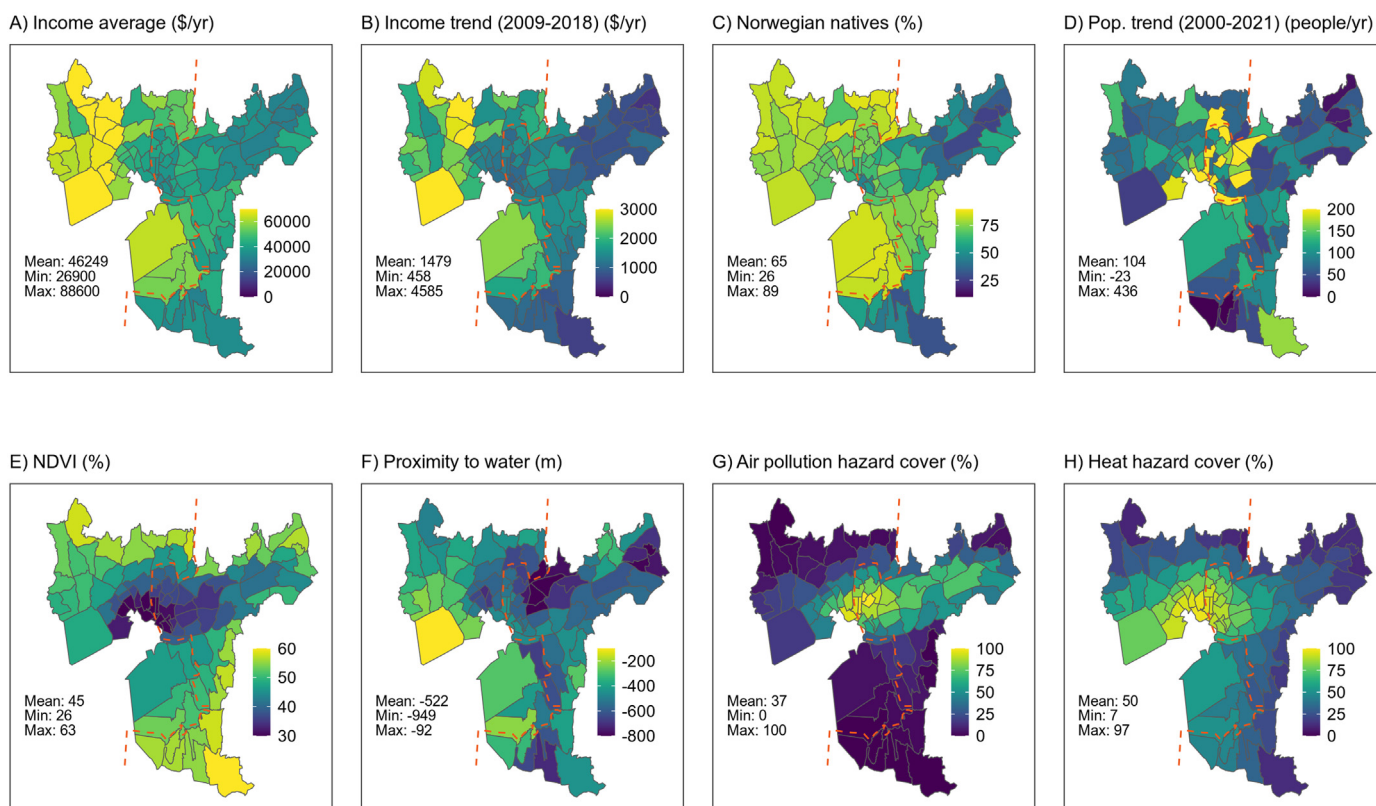 A) Income average ($/yr)
B) Income trend (2009-2018) ($/yr)
C) Norwegian natives (%)
D) Pop. trend (2000-2021) (people/yr)
60000
40000
20000
0
Mean: 46249
Min: 26900
Max: 88600
3000
2000
1000
0
Mean: 1479
Min: 458
Max: 4585
75
50
25
Mean: 65
Min: 26
Max: 89
200
150
100
50
0
Mean: 104
Min: -23
Max: 436
E) NDVI (%)
F) Proximity to water (m)
G) Air pollution hazard cover (%)
H) Heat hazard cover (%)
60
50
40
30
Mean: 45
Min: 26
Max: 63
-200
-400
-600
-800
Mean: -522
Min: -949
Max: -92
100
75
50
25
0
Mean: 37
Min: 0
Max: 100
100
75
50
25
0
Mean: 50
Min: 7
Max: 97